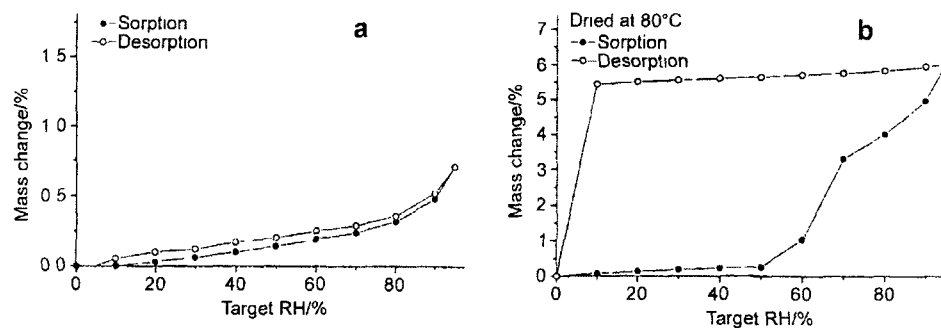 a
Sorption
Desorption
1 5
1 0
0 5
0 0
0 20 40 60 80
Mass change/%
Target RH/%
b
Dried at 80°C
Sorption
Desorption
7
6
5
4
3
2
1
0
0 20 40 60 80
Mass change/%
Target RH/%